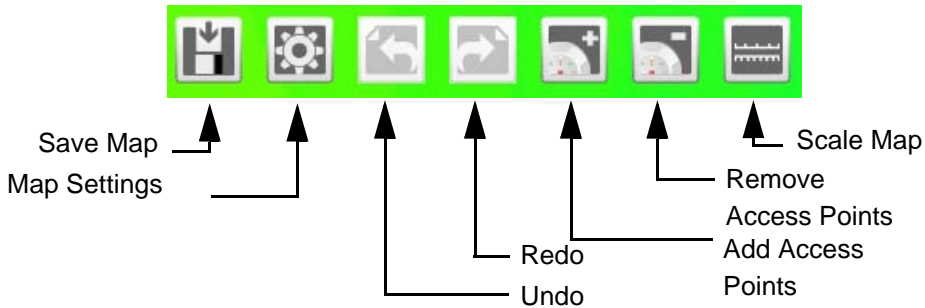 Save Map
Map Settings
Scale Map
Remove
Access Points
Add Access
Points
Redo
Undo